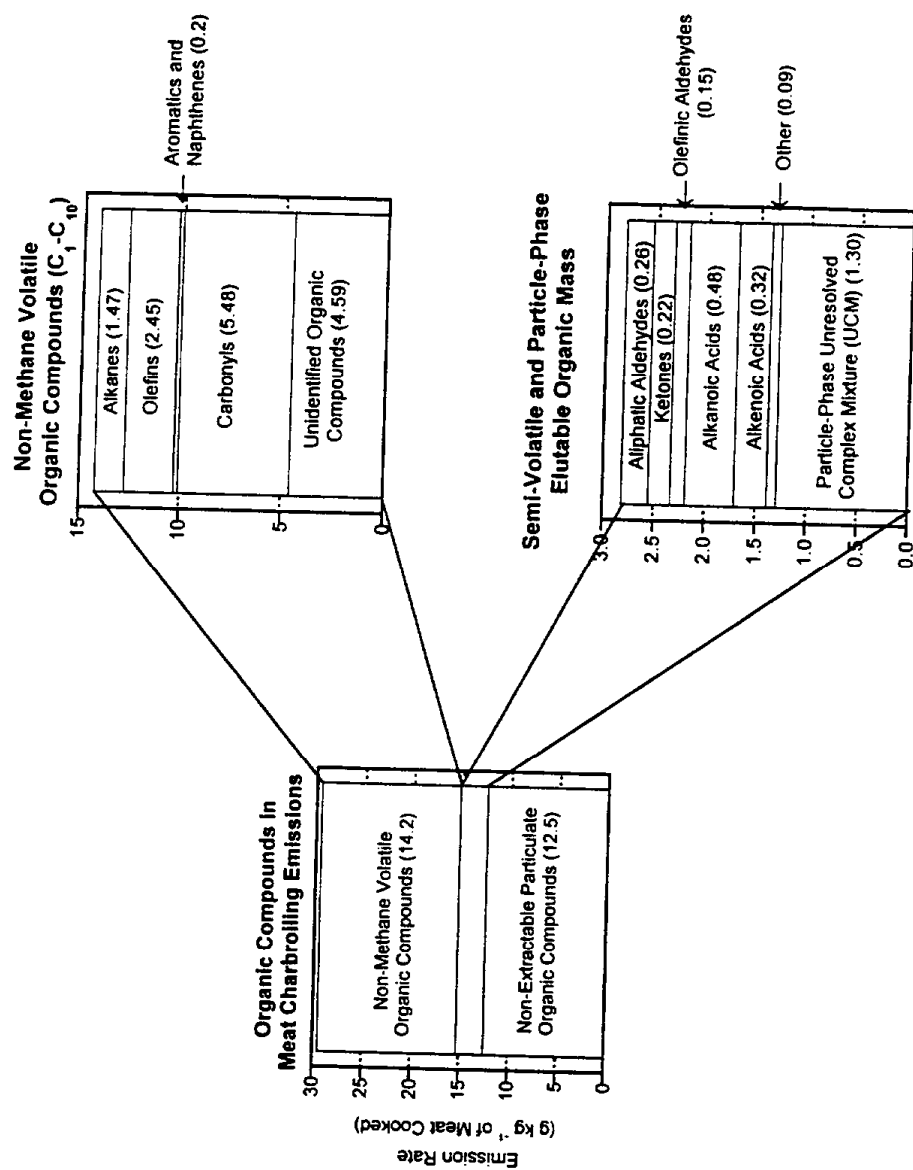 Organic Compounds in
Meat Charbroiling Emissions
Emission Rate
(g kg⁻¹ of Meat Cooked)
30
25
20
15
10
5
0
Non-Methane Volatile
Organic Compounds (14.2)
Non-Extractable Particulate
Organic Compounds (12.5)
Non-Methane Volatile
Organic Compounds (C₁-C₁₀)
15
10
5
0
Alkanes (1.47)
Olefins (2.45)
Aromatics and
Naphthenes (0.2)
Carbonyls (5.48)
Unidentified Organic
Compounds (4.59)
Semi-Volatile and Particle-Phase
Elutable Organic Mass
3.0
2.5
2.0
1.5
1.0
0.5
0.0
Aliphatic Aldehydes (0.26)
Ketones (0.22)
Olefinic Aldehydes
(0.15)
Alkanoic Acids (0.48)
Alkenoic Acids (0.32)
Other (0.09)
Particle-Phase Unresolved
Complex Mixture (UCM) (1.30)